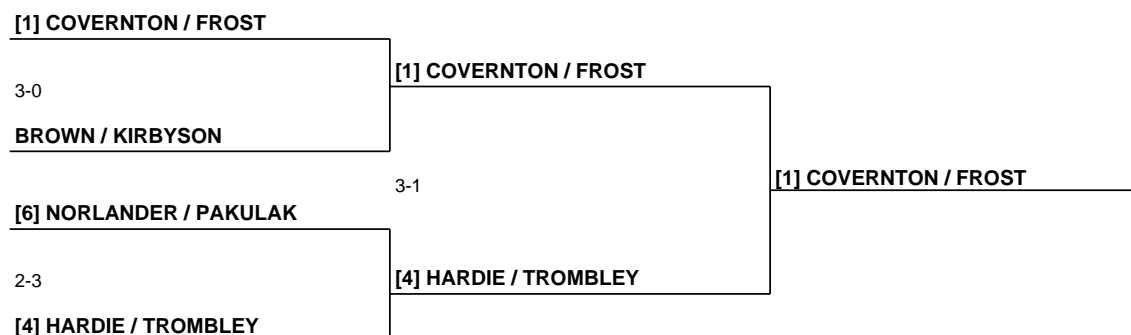 [1] COVERNTON / FROST
3-0
[1] COVERNTON / FROST
BROWN / KIRBYSON
3-1
[1] COVERNTON / FROST
[6] NORLANDER / PAKULAK
2-3
[4] HARDIE / TROMBLEY
[4] HARDIE / TROMBLEY